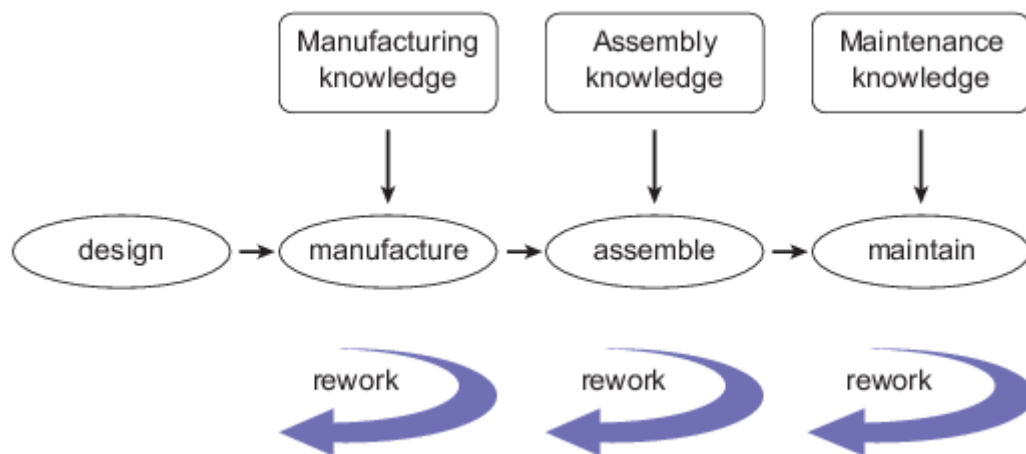 Manufacturing
knowledge
Assembly
knowledge
Maintenance
knowledge
design
manufacture
assemble
maintain
rework
rework
rework